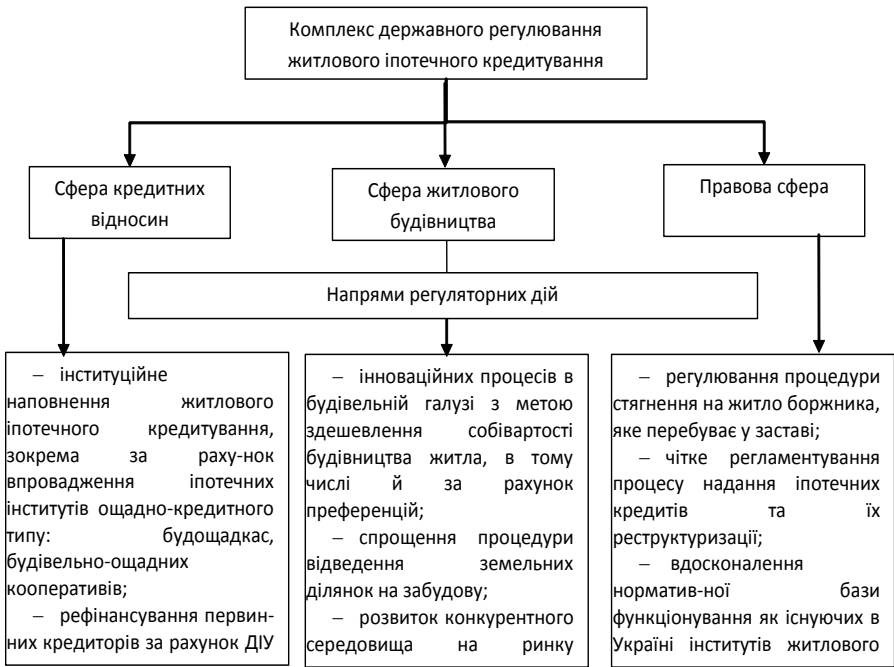 Комплекс державного регулювання
житлового іпотечного кредитування
Сфера кредитних
відносин
Сфера житлового
будівництва
Правова сфера
Напрями регуляторних дій
– інституційне
наповнення житлового
іпотечного кредитування,
зокрема за раху-нок
впровадження іпотечних
інститутів ощадно-кредитного
типу: будощадкас,
будівельно-ощадних
кооперативів;
– рефінансування первин-
них кредиторів за рахунок ДІУ
– інноваційних процесів в
будівельній галузі з метою
здешевлення собівартості
будівництва житла, в тому
числі й за рахунок
преференцій;
– спрощення процедури
відведення земельних
ділянок на забудову;
– розвиток конкурентного
середовища на ринку
– регулювання процедури
стягнення на житло боржника,
яке перебуває у заставі;
– чітке регламентування
процесу надання іпотечних
кредитів та їх
реструктуризації;
– вдосконалення
норматив-ної бази
функціонування як існуючих в
Україні інститутів житлового